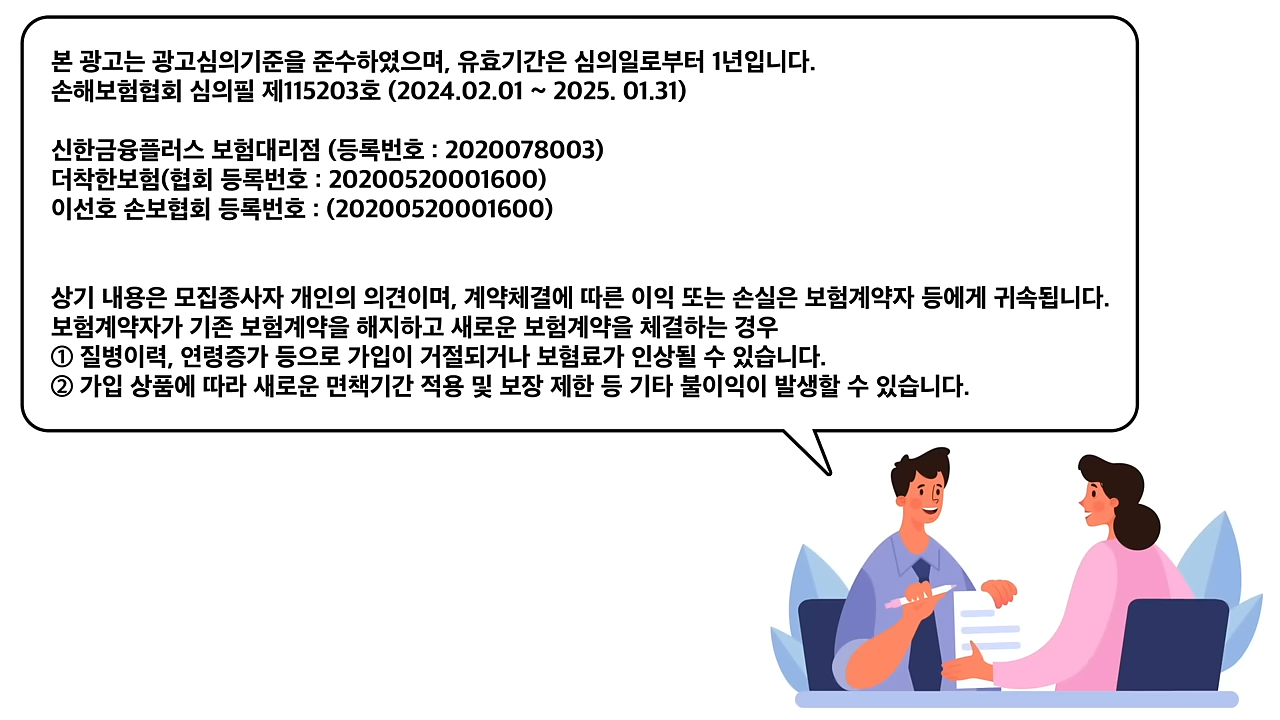 본 광고는 광고심의기준을 준수하였으며, 유효기간은 심의일로부터 1년입니다.
손해보험협회 심의필 제115203호 (2024.02.01 ~ 2025. 01.31)
신한금융플러스 보험대리점 (등록번호 : 2020078003)
더착한보험(협회 등록번호 : 20200520001600)
이선호 손보협회 등록번호 : (20200520001600)
상기 내용은 모집종사자 개인의 의견이며, 계약체결에 따른 이익 또는 손실은 보험계약자 등에게 귀속됩니다.
보험계약자가 기존 보험계약을 해지하고 새로운 보험계약을 체결하는 경우
① 질병이력, 연령증가 등으로 가입이 거절되거나 보험료가 인상될 수 있습니다.
② 가입 상품에 따라 새로운 면책기간 적용 및 보장 제한 등 기타 불이익이 발생할 수 있습니다.